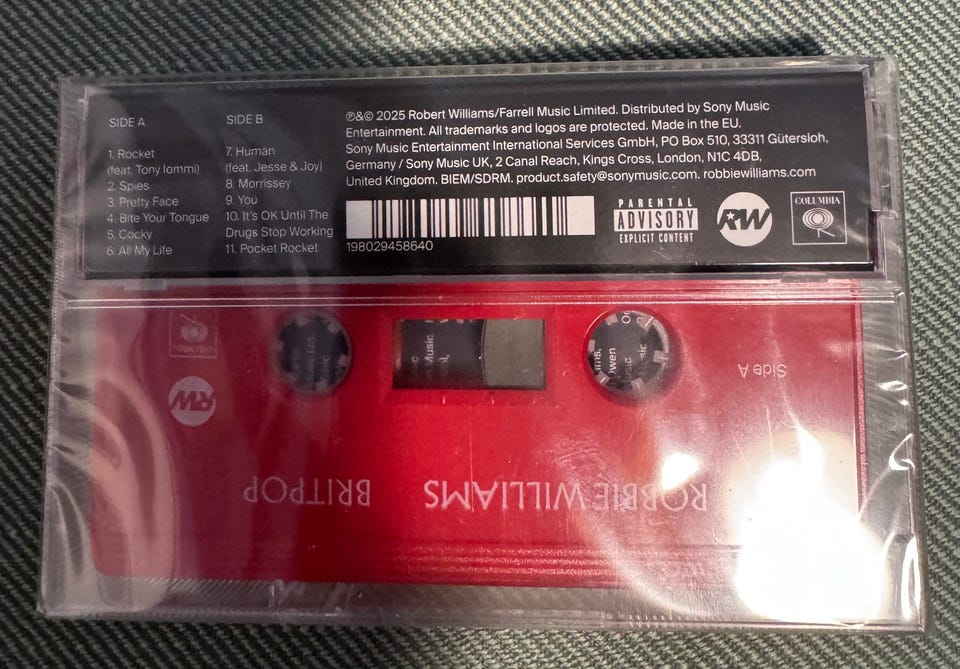 SIDE A
1. Rocket
(feat. Tony Iommi)
2. Spies
3. Pretty Face
4. Bite Your Tongue
5. Cocky
6. All My Life
SIDE B
7. Human
(feat. Jesse & Joy)
8. Morrissey
9. You
10. It's OK Until The
Drugs Stop Working
11. Pocket Rocket
℗&© 2025 Robert Williams/Farrell Music Limited. Distributed by Sony Music
Entertainment. All trademarks and logos are protected. Made in the EU.
Sony Music Entertainment International Services GmbH, PO Box 510, 33311 Gütersloh,
Germany / Sony Music UK, 2 Canal Reach, Kings Cross, London, N1C 4DB,
United Kingdom. BIEM/SDRM. product.safety@sonymusic.com. robbiewilliams.com
198029458640
PARENTAL
ADVISORY
EXPLICIT CONTENT
RW
COLUMBIA
COLUMBIA
RW
Music
Owen
Side A
ROBBIE WILLIAMS
BRITPOP